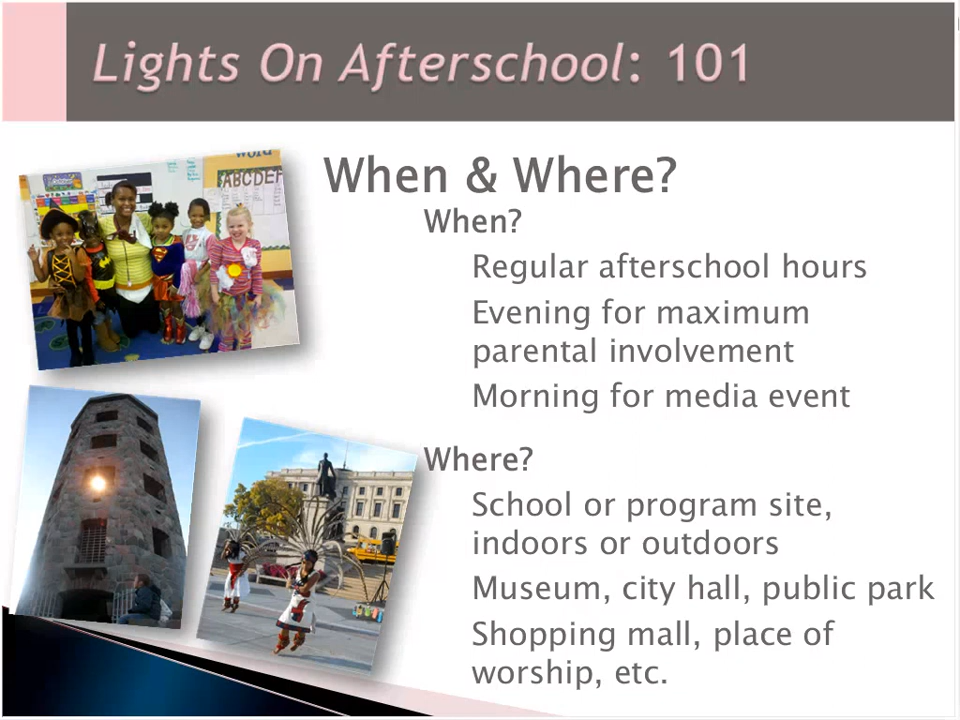 Lights On Afterschool: 101
When & Where?
When?
Regular afterschool hours
Evening for maximum
parental involvement
Morning for media event
Where?
School or program site,
indoors or outdoors
Museum, city hall, public park
Shopping mall, place of
worship, etc.
word
ABCDEF